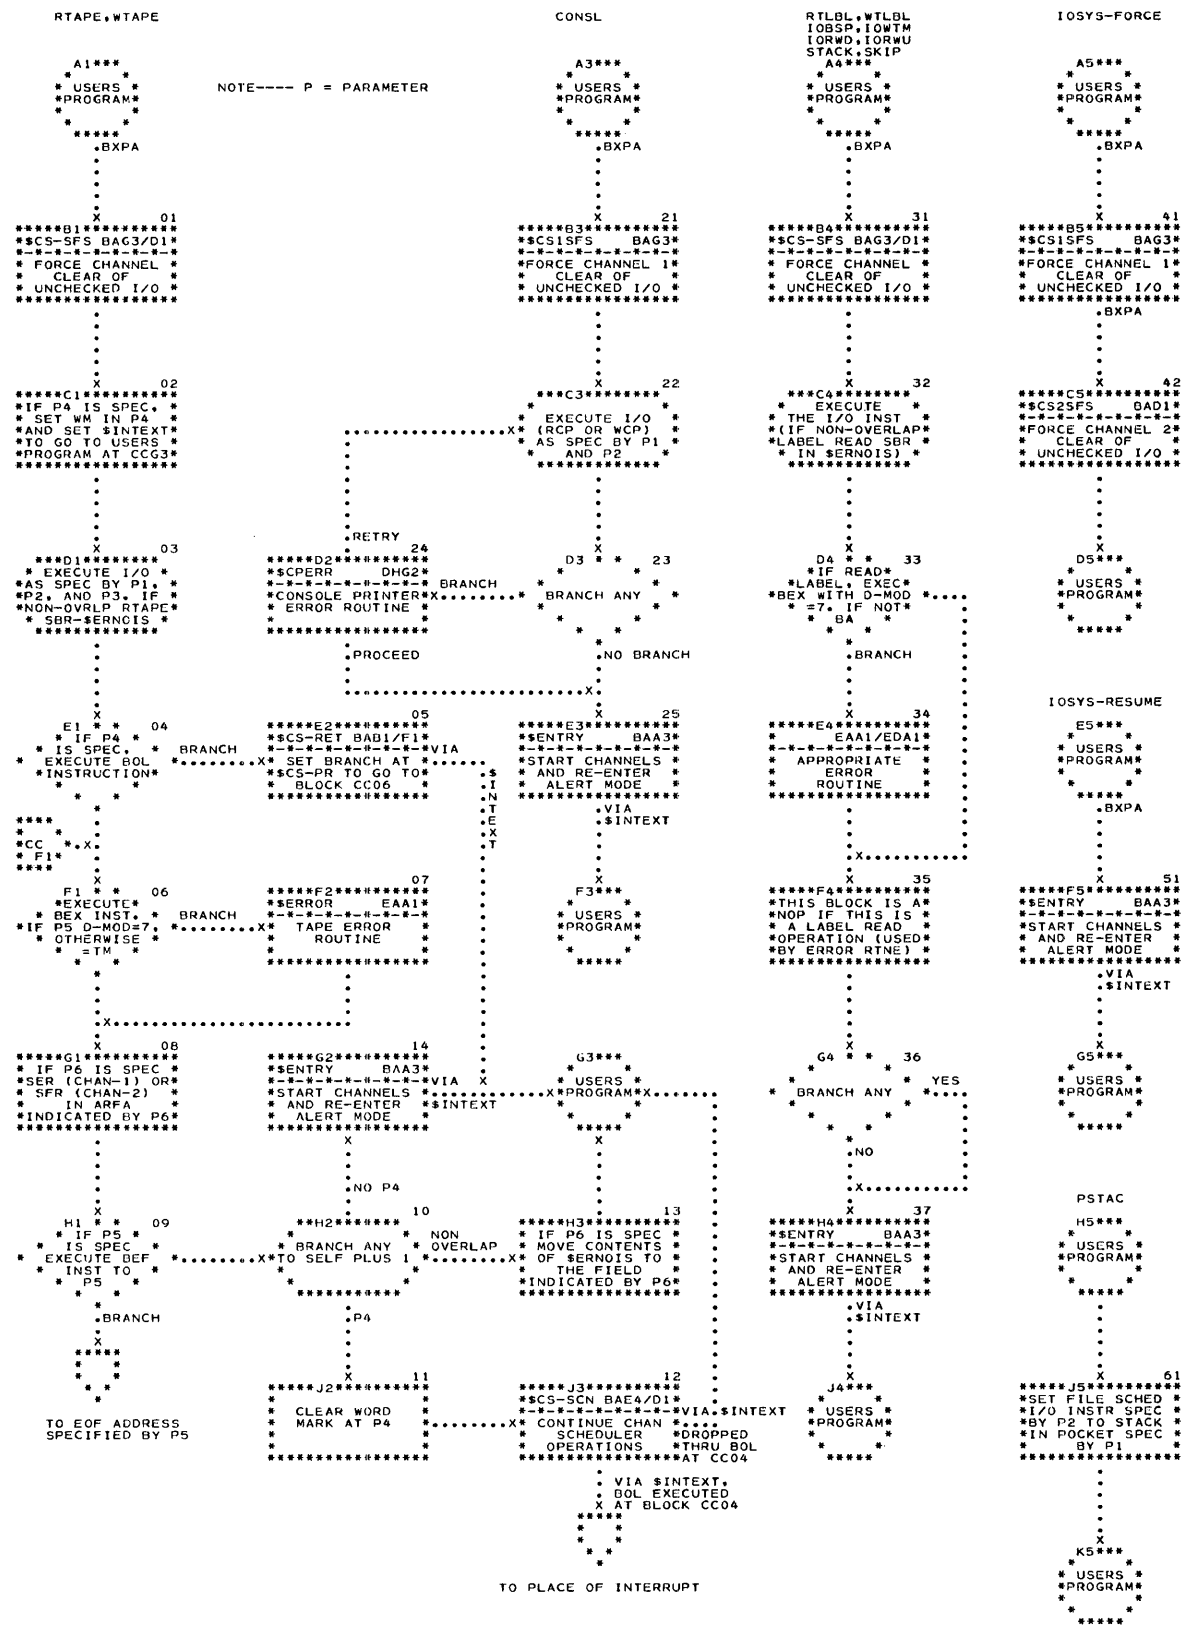 RTAPE,WTAPE
NOTE---- P = PARAMETER
A1***
USERS
PROGRAM
BXPA
01
*****B1**********
*$CS-SFS BAG3/D1*
FORCE CHANNEL
CLEAR OF
UNCHECKED I/O
02
*****C1**********
IF P4 IS SPEC,
SET WM IN P4
AND SET $INTEXT
TO GO TO USERS
PROGRAM AT CCG3
03
***D1********
EXECUTE I/O
AS SPEC BY P1,
P2, AND P3. IF
NON-OVRLP RTAPE
SBR-$ERNOIS
E1
04
IF P4
IS SPEC,
EXECUTE BOL
INSTRUCTION
BRANCH
05
*****E2**********
*$CS-RET BAB1/F1*
SET BRANCH AT
$CS-PR TO GO TO
BLOCK CC06
VIA
$INTEXT
CC
F1
F1
06
EXECUTE
BEX INST.
IF P5 D-MOD=7,
OTHERWISE
=TM
BRANCH
07
*****F2**********
*$ERROR EAA1*
TAPE ERROR
ROUTINE
08
*****G1**********
IF P6 IS SPEC
SER (CHAN-1) OR
SFR (CHAN-2)
IN AREA
INDICATED BY P6
14
*****G2**********
*$ENTRY BAA3*
START CHANNELS
AND RE-ENTER
ALERT MODE
VIA
$INTEXT
H1
09
IF P5
IS SPEC
EXECUTE BEF
INST TO
P5
BRANCH
TO EOF ADDRESS
SPECIFIED BY P5
NO P4
10
**H2*******
BRANCH ANY
TO SELF PLUS 1
NON
OVERLAP
P4
11
*****J2**********
CLEAR WORD
MARK AT P4
CONSL
A3***
USERS
PROGRAM
BXPA
21
*****B3**********
*$CS1SFS BAG3*
FORCE CHANNEL 1
CLEAR OF
UNCHECKED I/O
22
***C3********
EXECUTE I/O
(RCP OR WCP)
AS SPEC BY P1
AND P2
RETRY
24
*****D2**********
*$CPERR DHG2*
CONSOLE PRINTER
ERROR ROUTINE
PROCEED
BRANCH
D3
23
BRANCH ANY
NO BRANCH
25
*****E3**********
*$ENTRY BAA3*
START CHANNELS
AND RE-ENTER
ALERT MODE
VIA
$INTEXT
F3***
USERS
PROGRAM
G3***
USERS
PROGRAM
13
*****H3**********
IF P6 IS SPEC
MOVE CONTENTS
OF $ERNOIS TO
THE FIELD
INDICATED BY P6
12
*****J3**********
*$CS-SCN BAE4/D1*
CONTINUE CHAN
SCHEDULER
OPERATIONS
VIA $INTEXT
DROPPED
THRU BOL
AT CC04
VIA $INTEXT,
BOL EXECUTED
AT BLOCK CC04
TO PLACE OF INTERRUPT
RTLBL,WTLBL
IOBSP,IOWTM
IORWD,IORWU
STACK,SKIP
A4***
USERS
PROGRAM
BXPA
31
*****B4**********
*$CS-SFS BAG3/D1*
FORCE CHANNEL
CLEAR OF
UNCHECKED I/O
32
***C4********
EXECUTE
THE I/O INST
(IF NON-OVERLAP
LABEL READ SBR
IN $ERNOIS)
D4
33
IF READ
LABEL, EXEC
BEX WITH D-MOD
=7. IF NOT
BA
BRANCH
34
*****E4**********
EAA1/EDA1
APPROPRIATE
ERROR
ROUTINE
35
*****F4**********
THIS BLOCK IS A
NOP IF THIS IS
A LABEL READ
OPERATION (USED
BY ERROR RTNE)
G4
36
BRANCH ANY
YES
NO
37
*****H4**********
*$ENTRY BAA3*
START CHANNELS
AND RE-ENTER
ALERT MODE
VIA
$INTEXT
J4***
USERS
PROGRAM
IOSYS-FORCE
A5***
USERS
PROGRAM
BXPA
41
*****B5**********
*$CS1SFS BAG3*
FORCE CHANNEL 1
CLEAR OF
UNCHECKED I/O
BXPA
42
*****C5**********
*$CS2SFS BAD1*
FORCE CHANNEL 2
CLEAR OF
UNCHECKED I/O
D5***
USERS
PROGRAM
IOSYS-RESUME
E5***
USERS
PROGRAM
BXPA
51
*****F5**********
*$ENTRY BAA3*
START CHANNELS
AND RE-ENTER
ALERT MODE
VIA
$INTEXT
G5***
USERS
PROGRAM
PSTAC
H5***
USERS
PROGRAM
61
*****J5**********
SET FILE SCHED
I/O INSTR SPEC
BY P2 TO STACK
IN POCKET SPEC
BY P1
K5***
USERS
PROGRAM